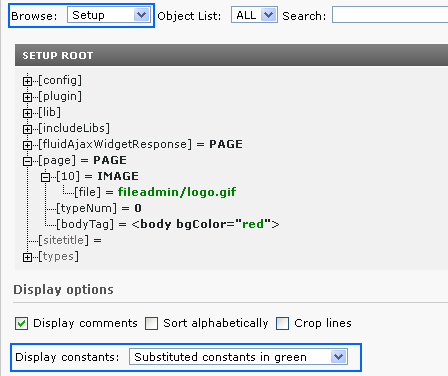 Browse: Setup Object List: ALL Search:
SETUP ROOT
[config]
[plugin]
[lib]
[includeLibs]
[fluidAjaxWidgetResponse] = PAGE
[page] = PAGE
[10] = IMAGE
[file] = fileadmin/logo.gif
[typeNum] = 0
[bodyTag] = <body bgColor="red">
[sitetitle] =
[types]
Display options
Display comments Sort alphabetically Crop lines
Display constants: Substituted constants in green